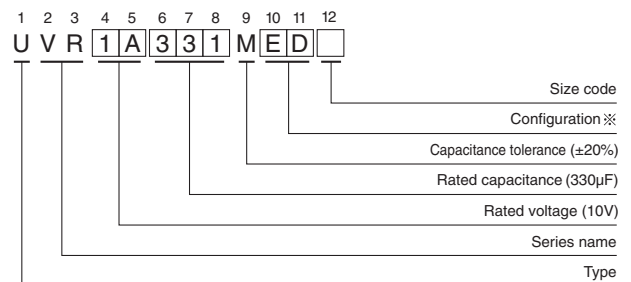 1 2 3 4 5 6 7 8 9 10 11 12
U V R 1 A 3 3 1 M E D
Size code
Configuration※
Capacitance tolerance (±20%)
Rated capacitance (330µF)
Rated voltage (10V)
Series name
Type